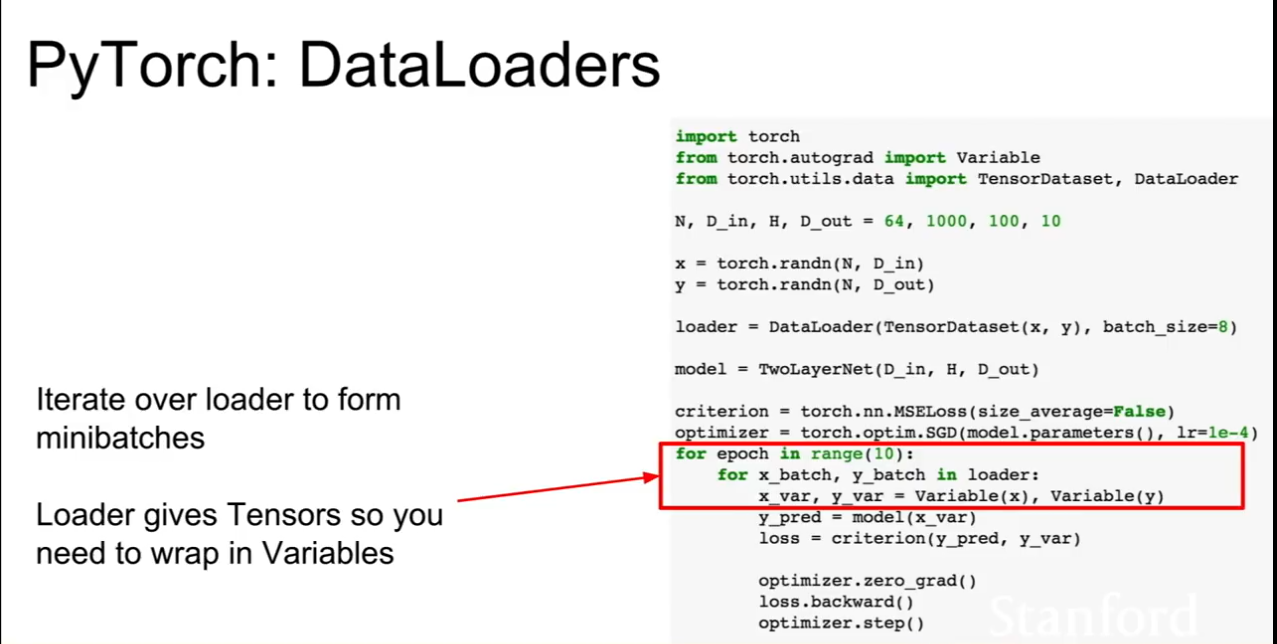 PyTorch: DataLoaders
Iterate over loader to form
minibatches
Loader gives Tensors so you
need to wrap in Variables
import torch
from torch.autograd import Variable
from torch.utils.data import TensorDataset, DataLoader
N, D_in, H, D_out = 64, 1000, 100, 10
x = torch.randn(N, D_in)
y = torch.randn(N, D_out)
loader = DataLoader(TensorDataset(x, y), batch_size=8)
model = TwoLayerNet(D_in, H, D_out)
criterion = torch.nn.MSELoss(size_average=False)
optimizer = torch.optim.SGD(model.parameters(), lr=1e-4)
for epoch in range(10):
    for x_batch, y_batch in loader:
        x_var, y_var = Variable(x), Variable(y)
        y_pred = model(x_var)
        loss = criterion(y_pred, y_var)
        optimizer.zero_grad()
        loss.backward()
        optimizer.step()
Stanford